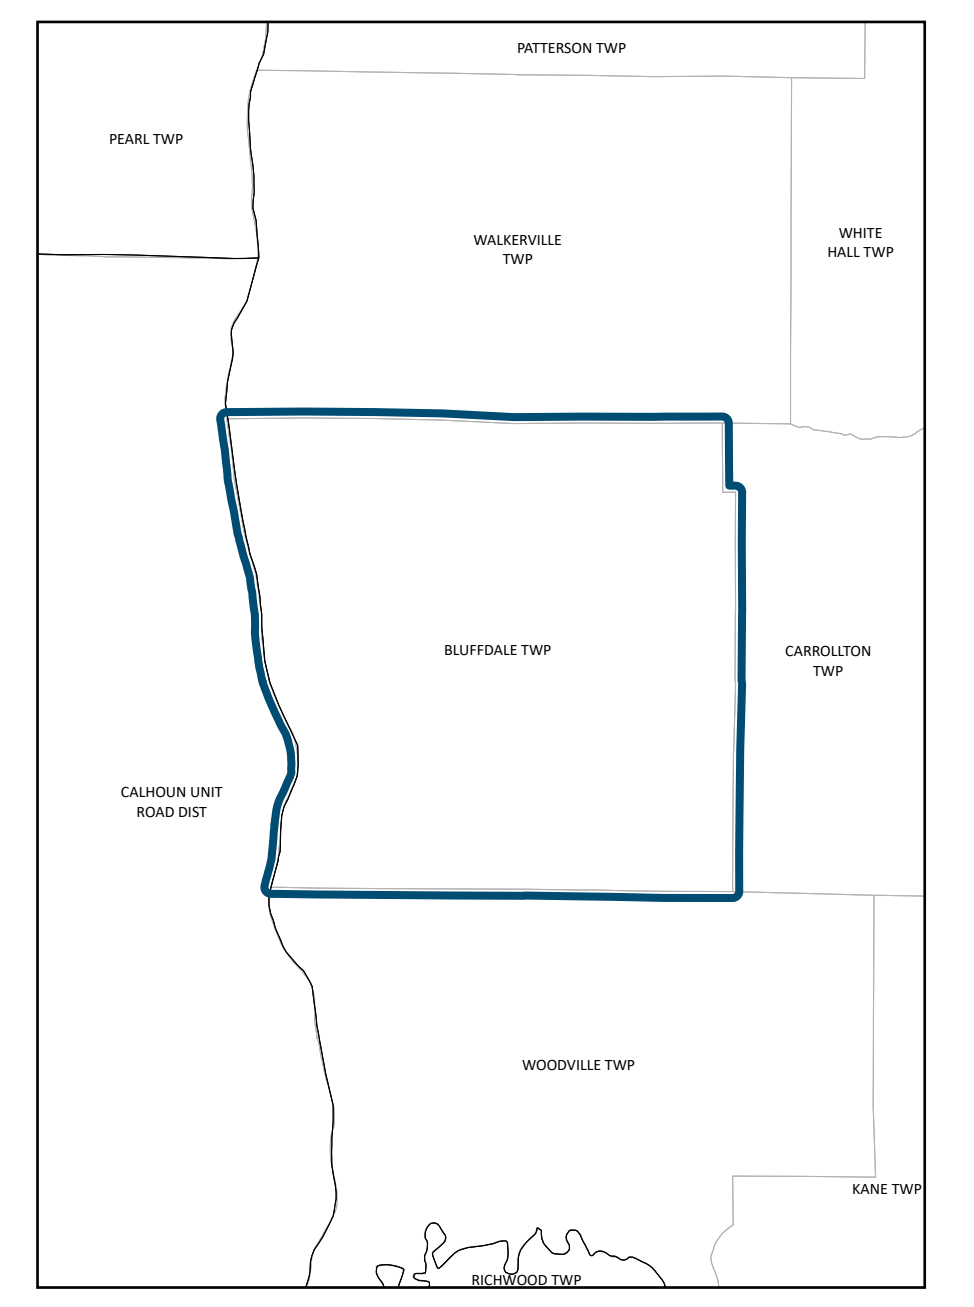 PATTERSON TWP
PEARL TWP
WALKERVILLE
TWP
WHITE
HALL TWP
BLUFFDALE TWP
CARROLLTON
TWP
CALHOUN UNIT
ROAD DIST
WOODVILLE TWP
KANE TWP
RICHWOOD TWP